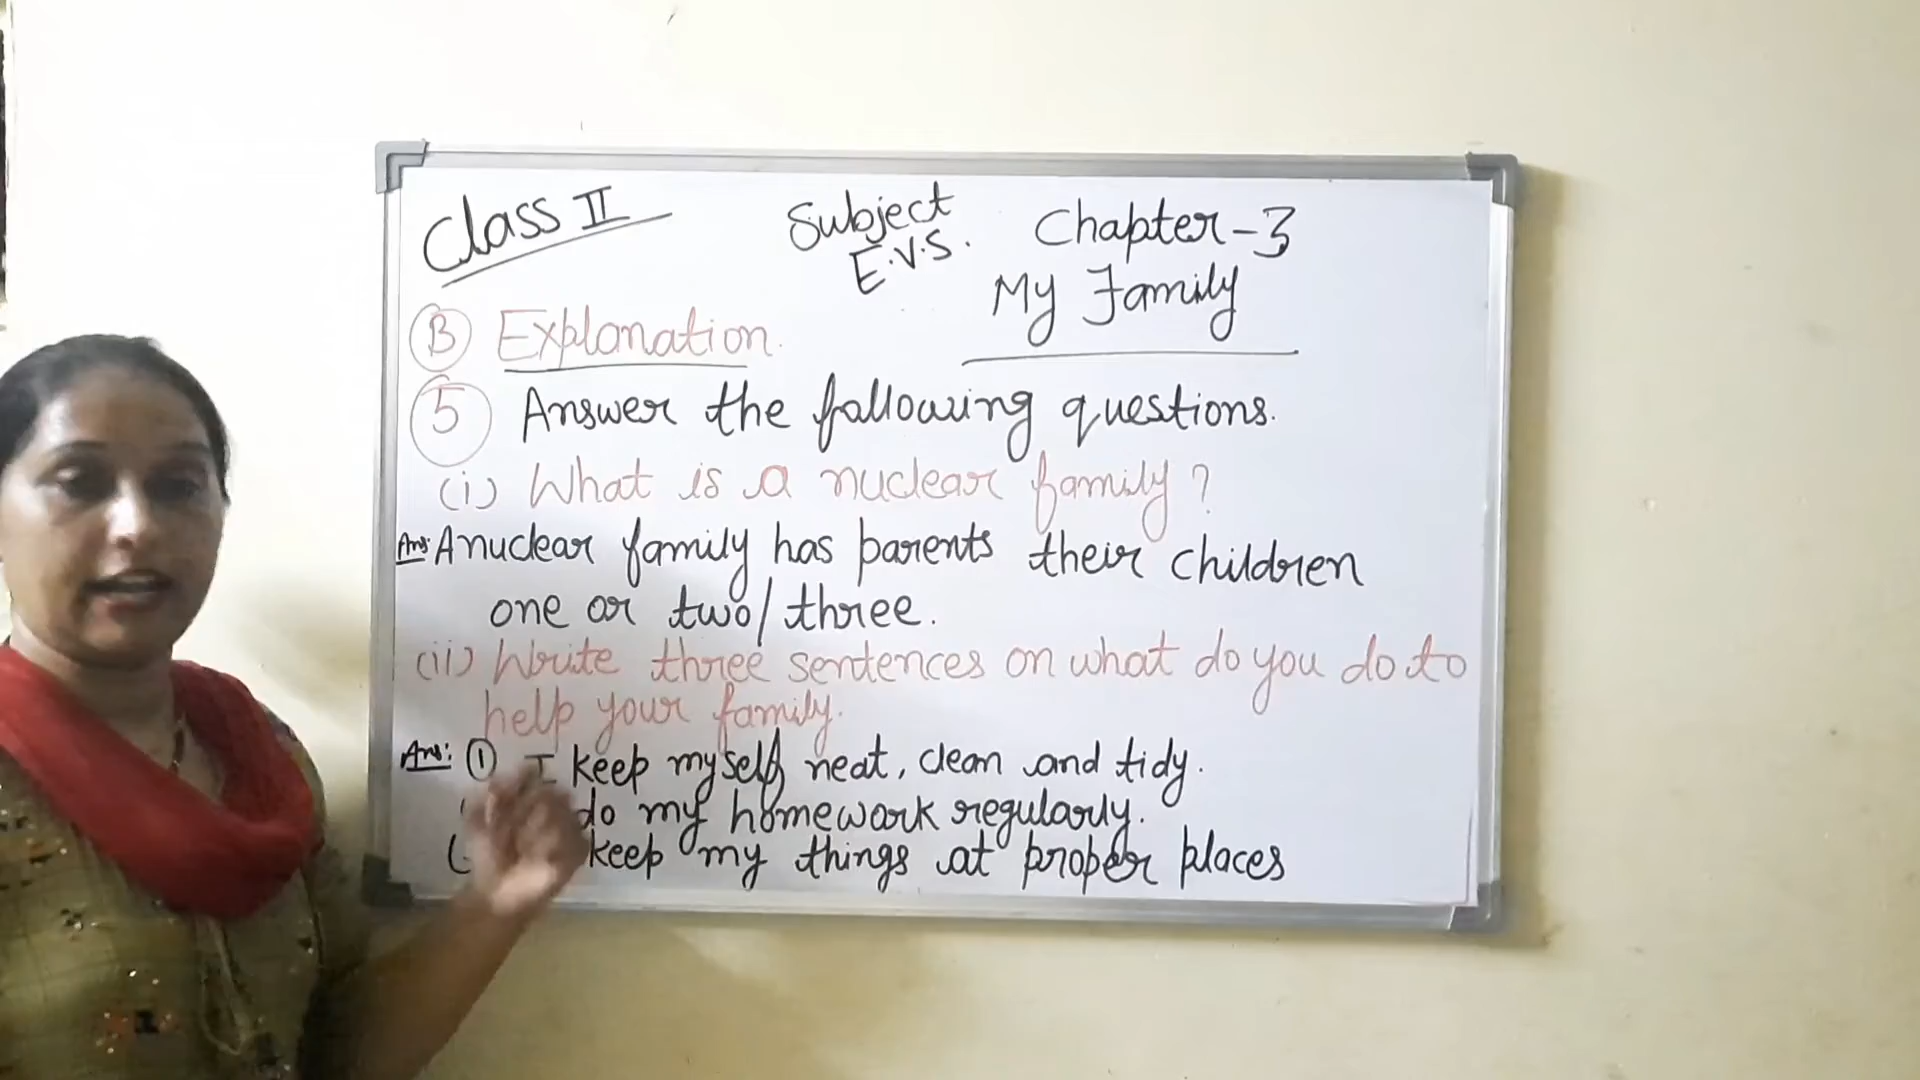 Class II Subject E.V.S. Chapter-3
My Family
B Explanation.
5 Answer the following questions.
(i) What is a nuclear family?
Ans: A nuclear family has parents their children
one or two/three.
(ii) Write three sentences on what do you do to
help your family.
Ans: 1 I keep myself neat, clean and tidy.
do my homework regularly.
keep my things at proper places